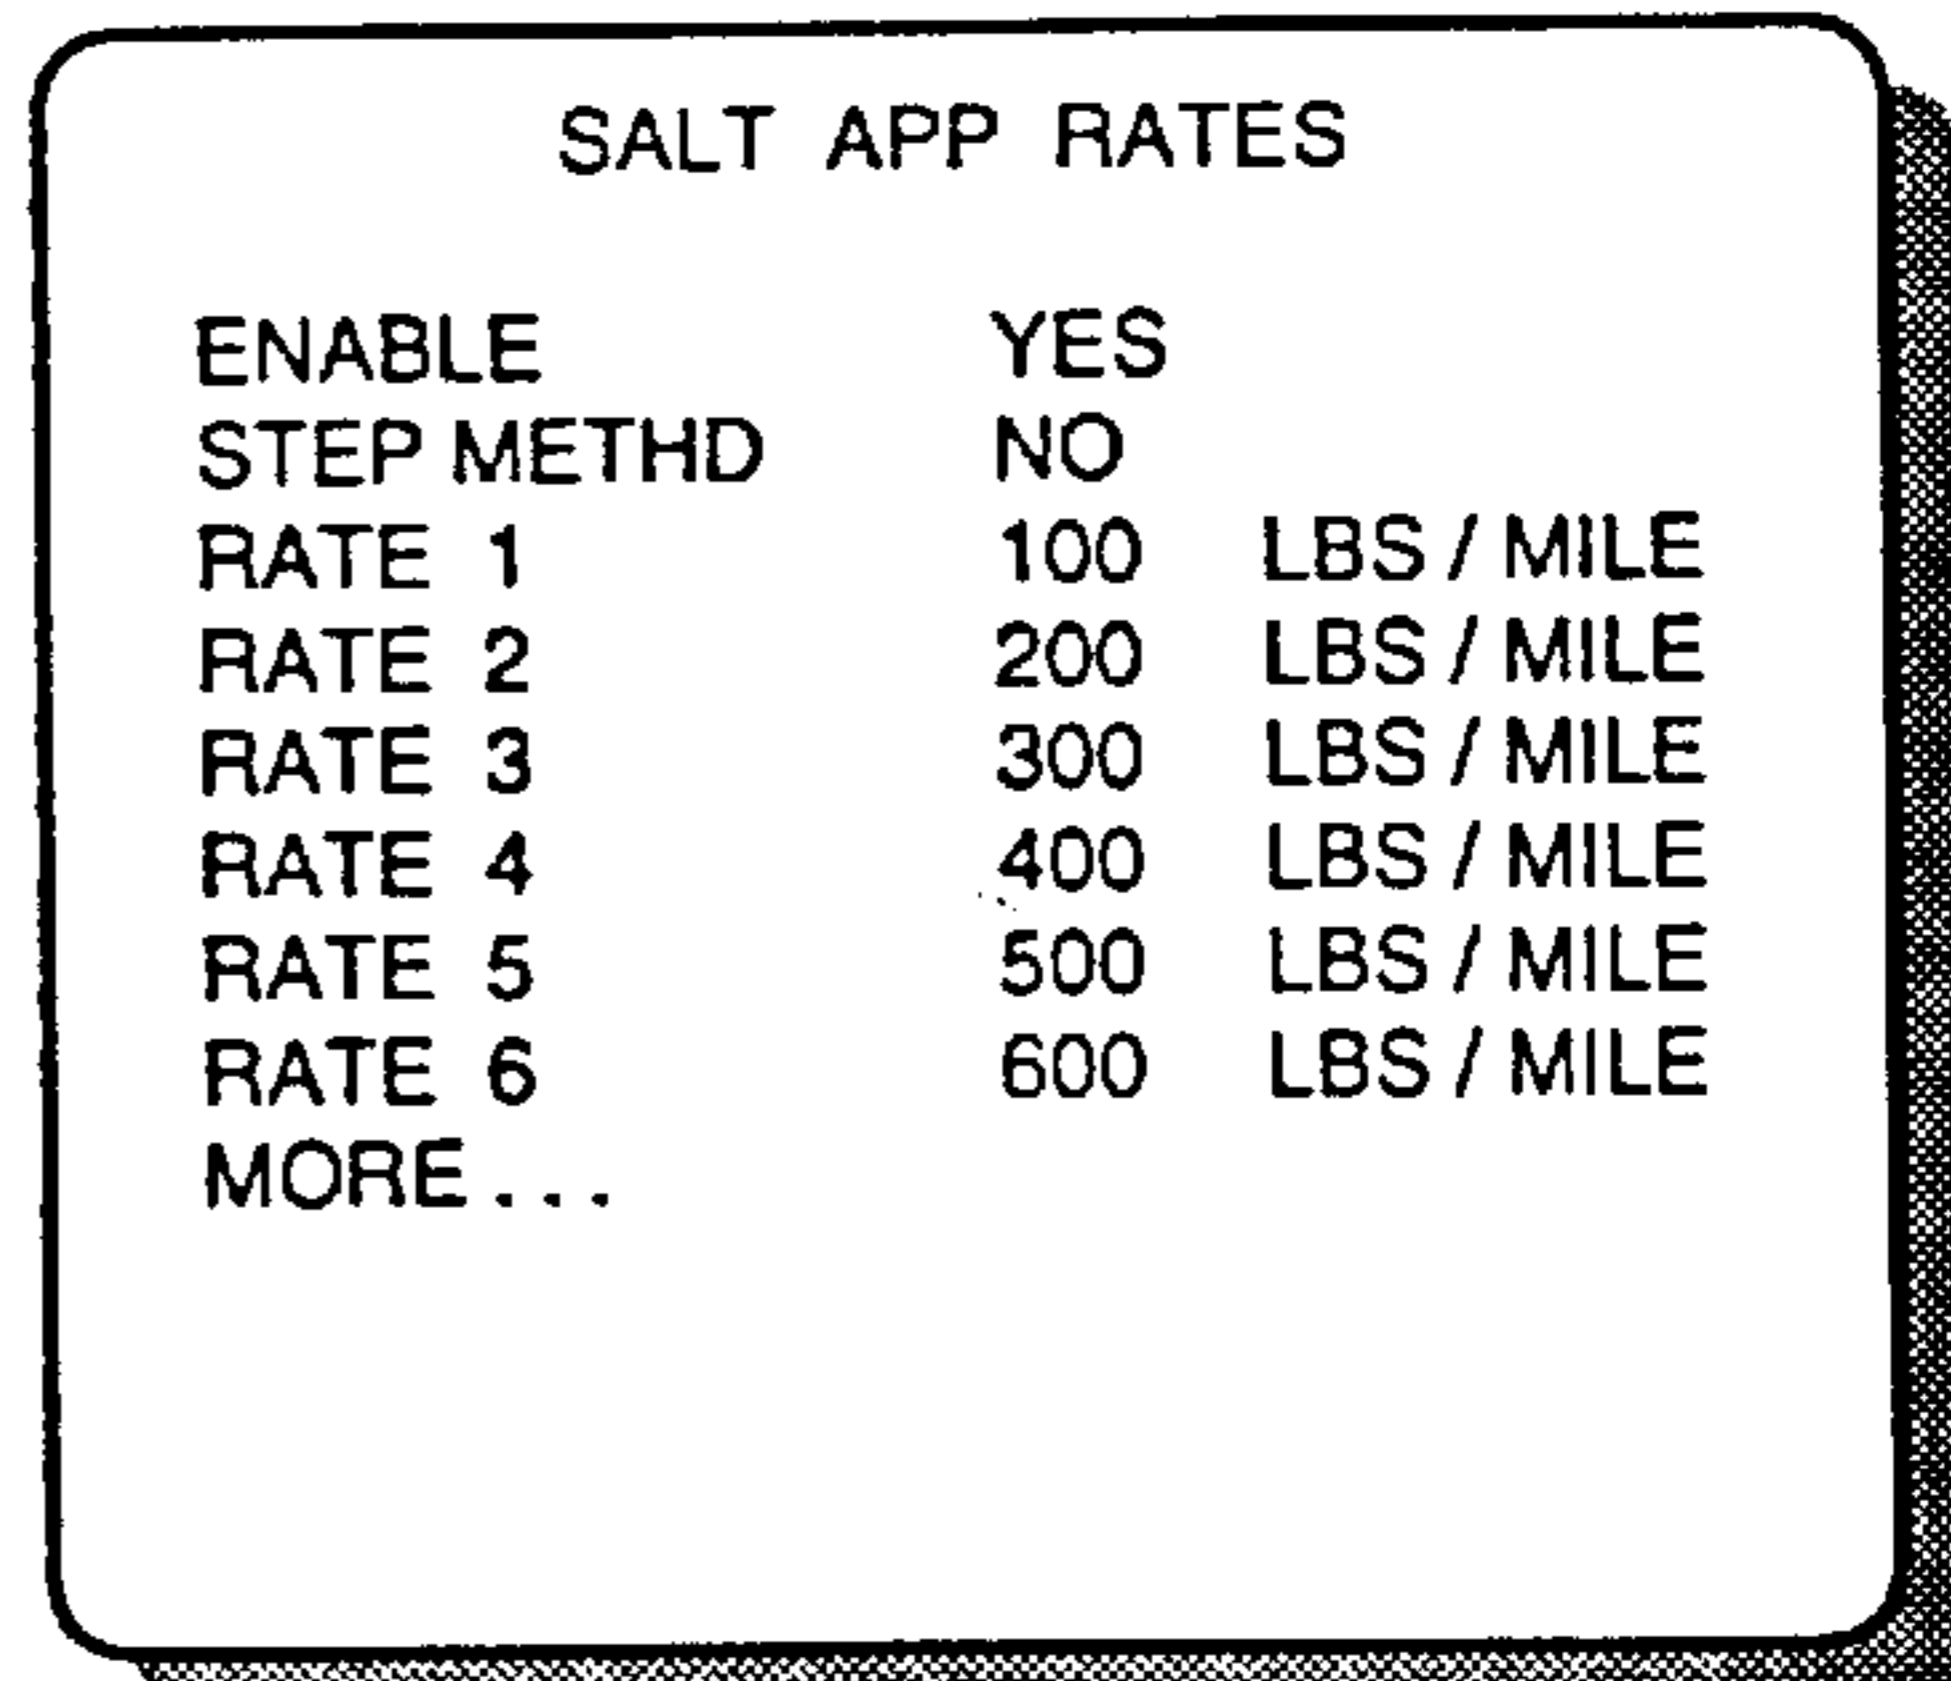 SALT APP RATES
ENABLE YES
STEP METHD NO
RATE 1 100 LBS / MILE
RATE 2 200 LBS / MILE
RATE 3 300 LBS / MILE
RATE 4 400 LBS / MILE
RATE 5 500 LBS / MILE
RATE 6 600 LBS / MILE
MORE . . .